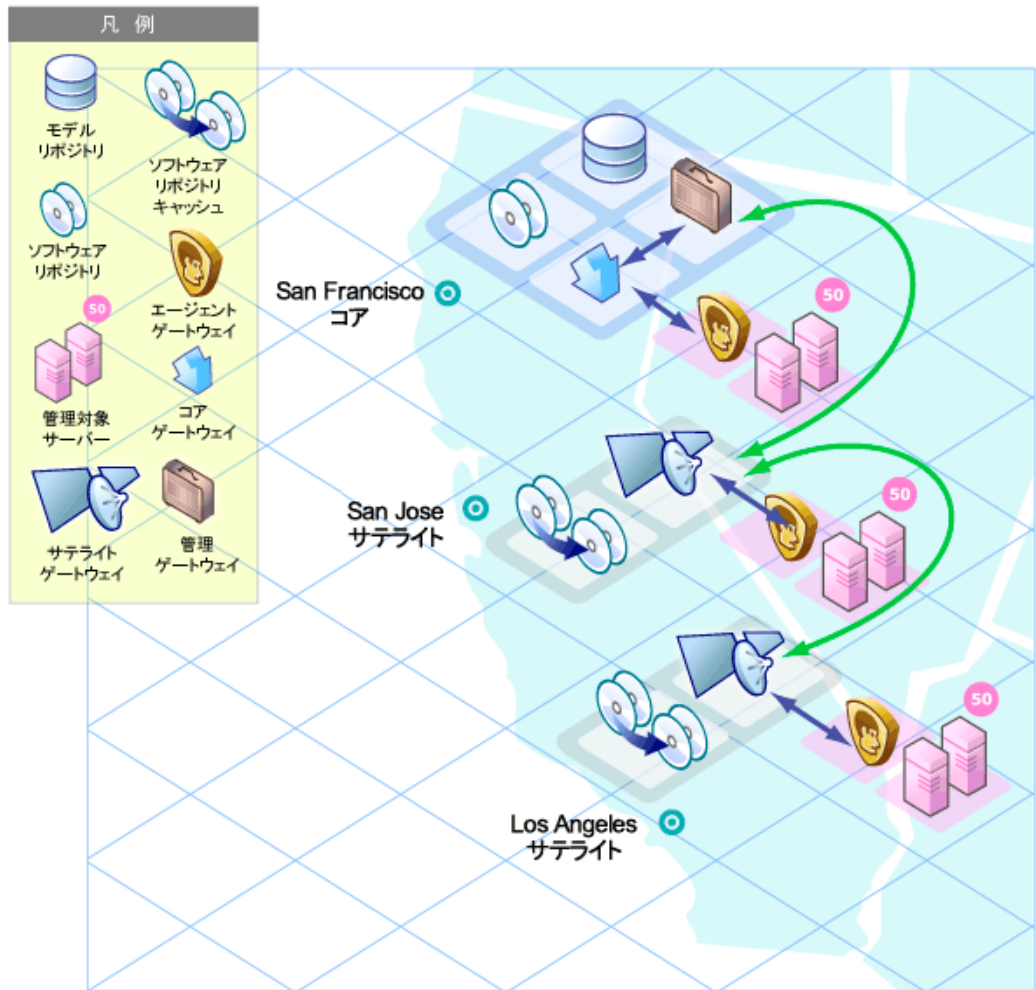 凡 例
モデル
リポジトリ
ソフトウェア
リポジトリ
キャッシュ
ソフトウェア
リポジトリ
エージェント
ゲートウェイ
50
管理対象
サーバー
コア
ゲートウェイ
サテライト
ゲートウェイ
管理
ゲートウェイ
San Francisco
コア
50
San Jose
サテライト
50
Los Angeles
サテライト
50